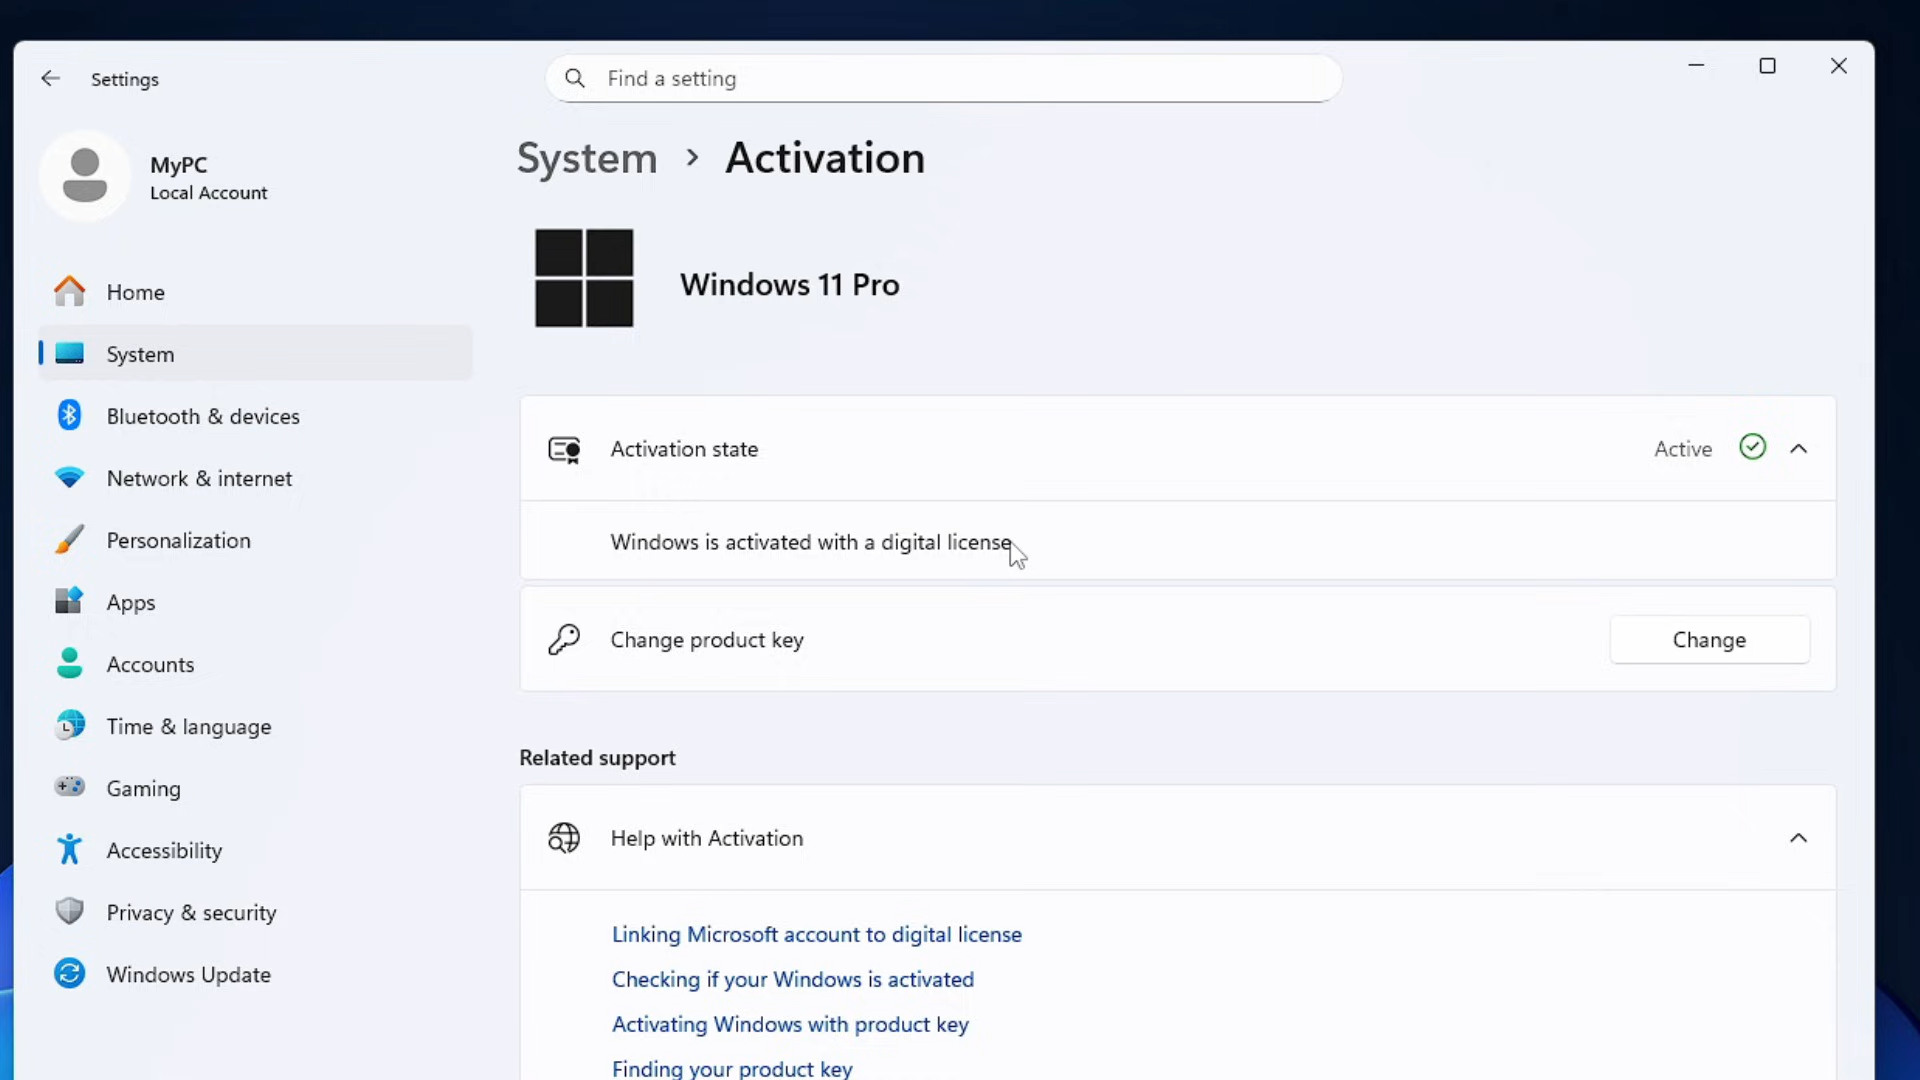 Settings
Find a setting
MyPC
Local Account
Home
System
Bluetooth & devices
Network & internet
Personalization
Apps
Accounts
Time & language
Gaming
Accessibility
Privacy & security
Windows Update
System > Activation
Windows 11 Pro
Activation state
Active
Windows is activated with a digital license
Change product key
Change
Related support
Help with Activation
Linking Microsoft account to digital license
Checking if your Windows is activated
Activating Windows with product key
Finding your product key